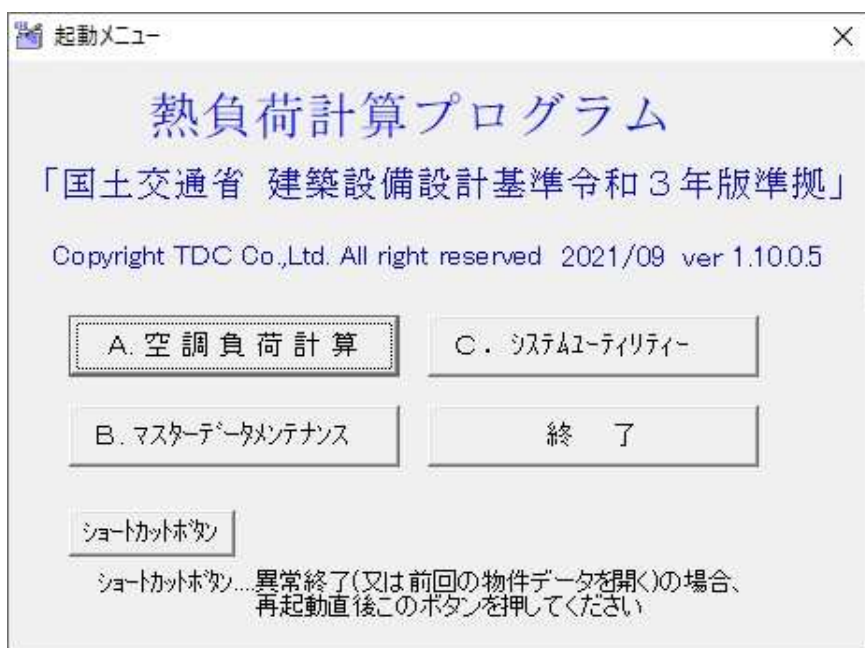 起動メニュー
熱負荷計算プログラム
「国土交通省 建築設備設計基準令和３年版準拠」
Copyright TDC Co.,Ltd. All right reserved 2021/09 ver 1.10.0.5
A. 空 調 負 荷 計 算
C． ｼｽﾃﾑﾕｰﾃｨﾘﾃｨｰ
B. ﾏｽﾀｰﾃﾞｰﾀﾒﾝﾃﾅﾝｽ
終　了
ｼｮｰﾄｶｯﾄﾎﾞﾀﾝ
ｼｮｰﾄｶｯﾄﾎﾞﾀﾝ....異常終了(又は前回の物件データを開く)の場合、
再起動直後このボタンを押してください